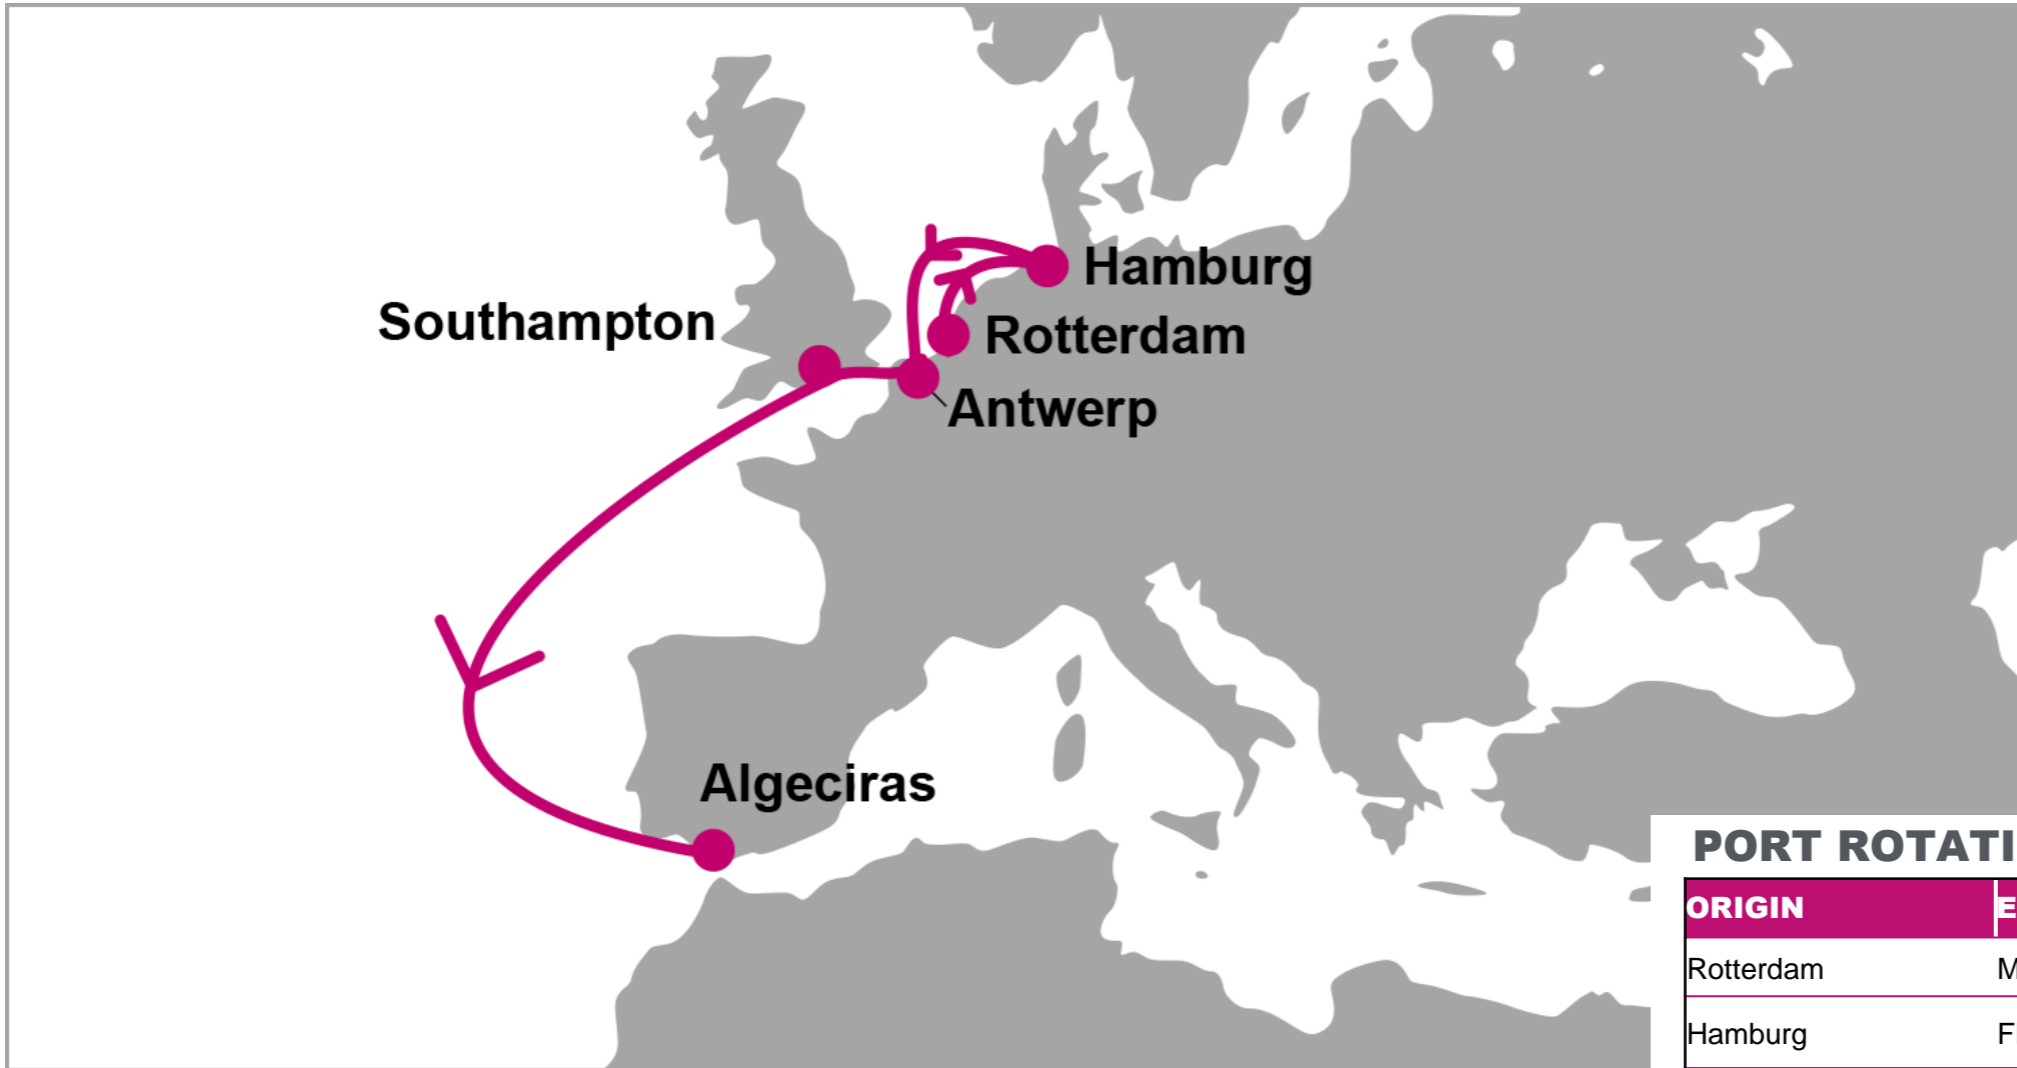 Hamburg
Southampton
Rotterdam
Antwerp
Algeciras
PORT ROTATI
ORIGIN
Rotterdam
Hamburg